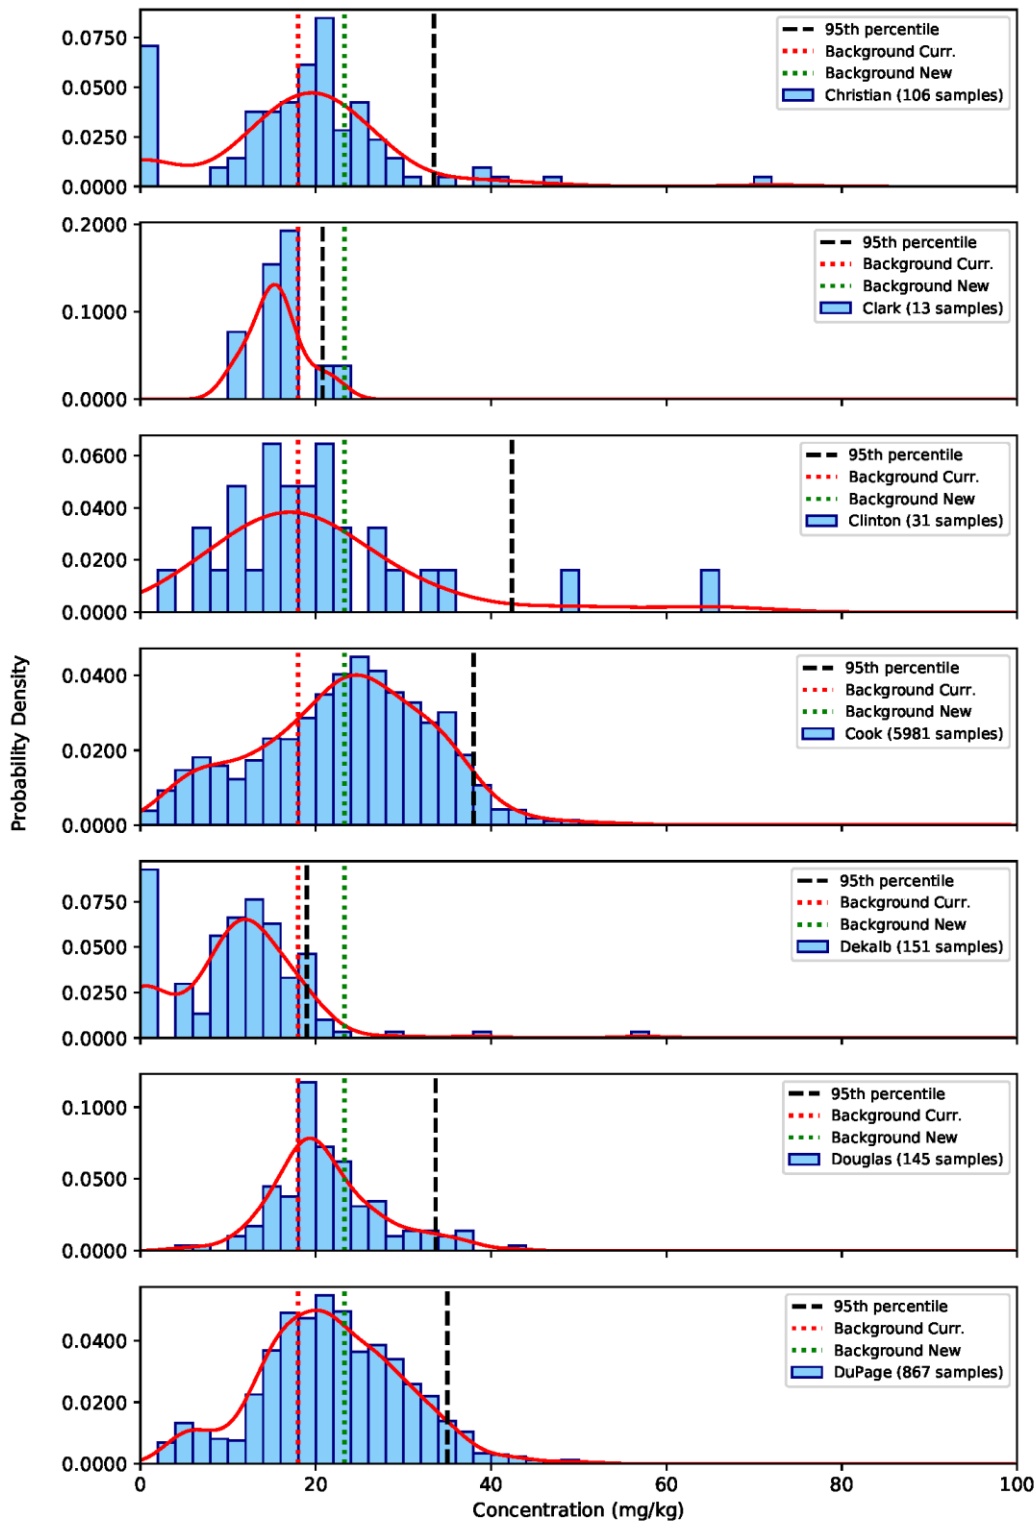 0.0750
0.0500
0.0250
0.0000
95th percentile
Background Curr.
Background New
Christian (106 samples)
0.2000
0.1000
0.0000
95th percentile
Background Curr.
Background New
Clark (13 samples)
0.0600
0.0400
0.0200
0.0000
95th percentile
Background Curr.
Background New
Clinton (31 samples)
Probability Density
0.0400
0.0200
0.0000
95th percentile
Background Curr.
Background New
Cook (5981 samples)
0.0750
0.0500
0.0250
0.0000
95th percentile
Background Curr.
Background New
Dekalb (151 samples)
0.1000
0.0500
0.0000
95th percentile
Background Curr.
Background New
Douglas (145 samples)
0.0400
0.0200
0.0000
95th percentile
Background Curr.
Background New
DuPage (867 samples)
0 20 40 60 80 100
Concentration (mg/kg)